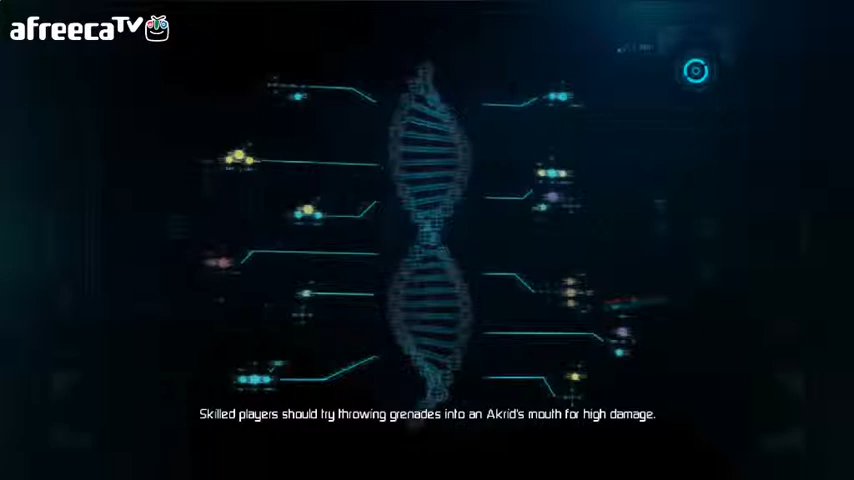 afreecaTV
Skilled players should try throwing grenades into an Akrid's mouth for high damage.